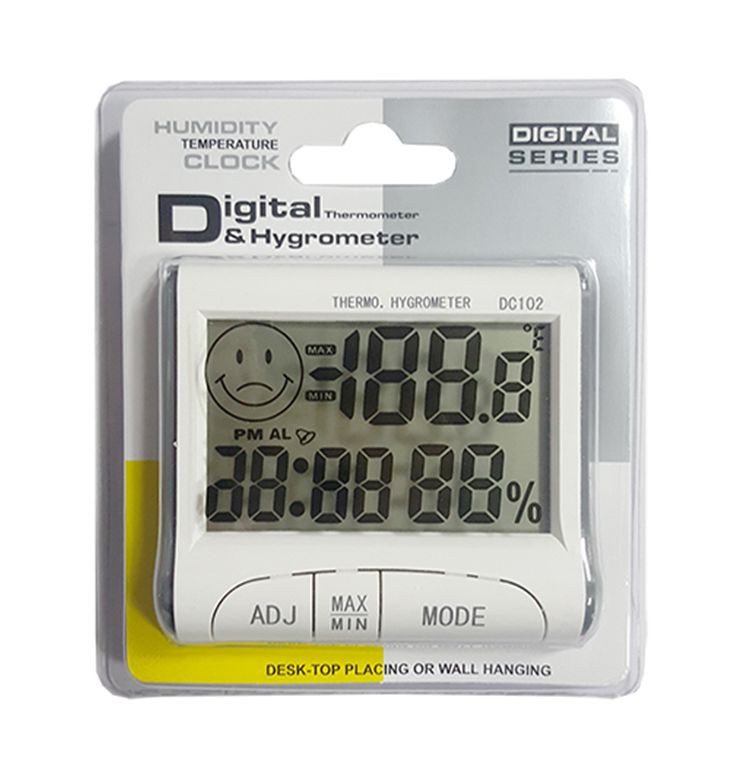 HUMIDITY
TEMPERATURE
CLOCK
DIGITAL
SERIES
Digital Thermometer
& Hygrometer
THERMO. HYGROMETER DC102
°C
MAX
-188.8
MIN
PM AL
38:88 88%
ADJ
MAX
MIN
MODE
DESK-TOP PLACING OR WALL HANGING